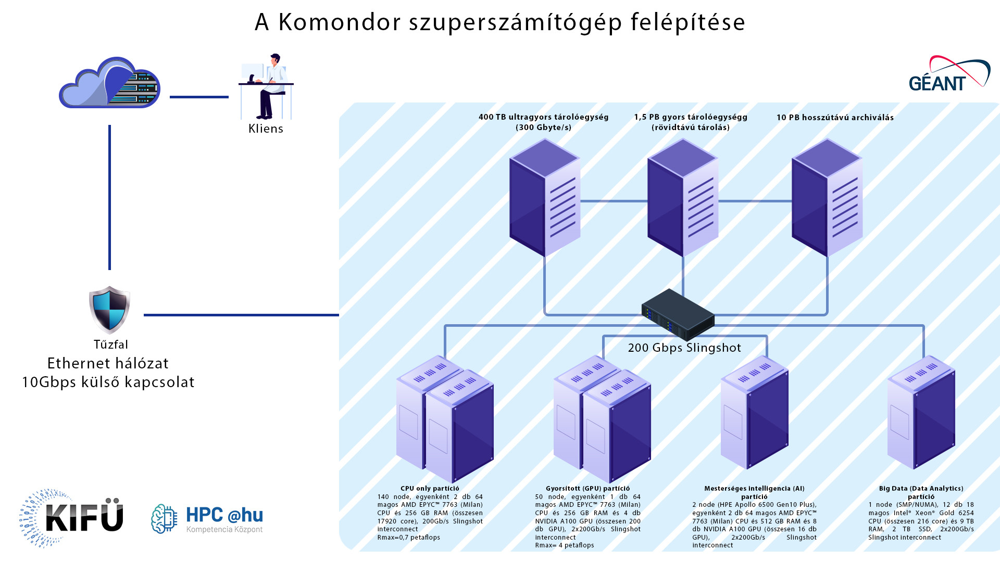 A Komondor szuperszámítógép felépítése
GÉANT
Kliens
400 TB ultragyors tárolóegység
(300 Gbyte/s)
1,5 PB gyors tárolóegységg
(rövidtávú tárolás)
10 PB hosszútávú archiválás
200 Gbps Slingshot
Tűzfal
Ethernet hálózat
10Gbps külső kapcsolat
CPU only partíció
140 node, egyenként 2 db 64
magos AMD EPYC™ 7763 (Milan)
CPU és 256 GB RAM (összesen
17920 core), 200Gb/s Slingshot
interconnect
Rmax=0,7 petaflops
Gyorsított (GPU) partíció
50 node, egyenként 1 db 64
magos AMD EPYC™ 7763 (Milan)
CPU és 256 GB RAM és 4 db
NVIDIA A100 GPU (összesen 200
db GPU), 2x200Gb/s Slingshot
interconnect
Rmax= 4 petaflops
Mesterséges intelligencia (AI)
partíció
2 node (HPE Apollo 6500 Gen10 Plus),
egyenként 2 db 64 magos AMD EPYC™
7763 (Milan) CPU és 512 GB RAM és 8
db NVIDIA A100 GPU (összesen 16 db
GPU), 2x200Gb/s Slingshot
interconnect
Big Data (Data Analytics)
partíció
1 node (SMP/NUMA), 12 db 18
magos Intel® Xeon® Gold 6254
CPU (összesen 216 core) és 9 TB
RAM, 2 TB SSD, 2x200Gb/s
Slingshot interconnect
KIFÜ
HPC @hu
Kompetencia Központ